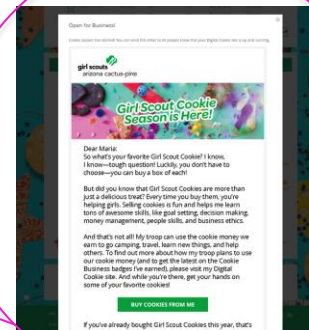 Open for Business!
girl scouts
arizona cactus-pine
Girl Scout Cookie
Season is Here!
Dear Maria:
So what's your favorite Girl Scout Cookie? I know,
I know—tough question! Luckily, you don't have to
choose—you can buy a box of each!
But did you know that Girl Scout Cookies are more than
just a delicious treat? Every time you buy them, you're
helping girls. Selling cookies is fun and helps me learn
tons of awesome skills, like goal setting, decision making,
money management, people skills, and business ethics.
And that's not all! My troop can use the cookie money we
earn to go camping, travel, learn new things, and help
others. To find out more about how my troop plans to use
our cookie money (and to get the latest on the Cookie
Business badges I've earned), please visit my Digital
Cookie site. And while you're there, get your hands on
some of your favorite cookies!
BUY COOKIES FROM ME
If you've already bought Girl Scout Cookies this year, that's